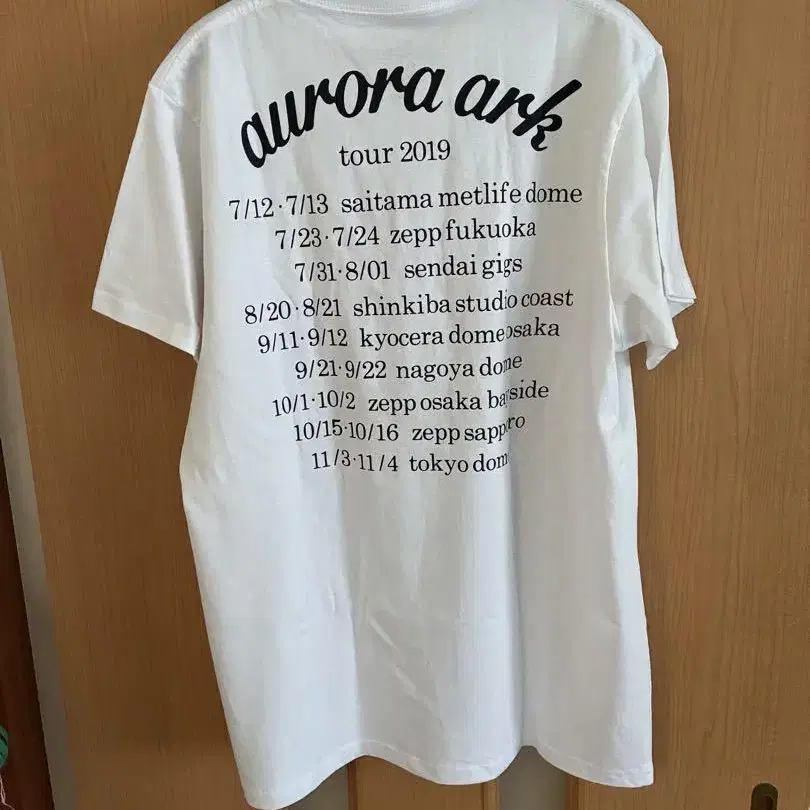 aurora ark
tour 2019
7/12·7/13 saitama metlife dome
7/23·7/24 zepp fukuoka
7/31·8/01 sendai gigs
8/20·8/21 shinkiba studio coast
9/11·9/12 kyocera dome osaka
9/21·9/22 nagoya dome
10/1·10/2 zepp osaka bayside
10/15·10/16 zepp sapporo
11/3·11/4 tokyo dome